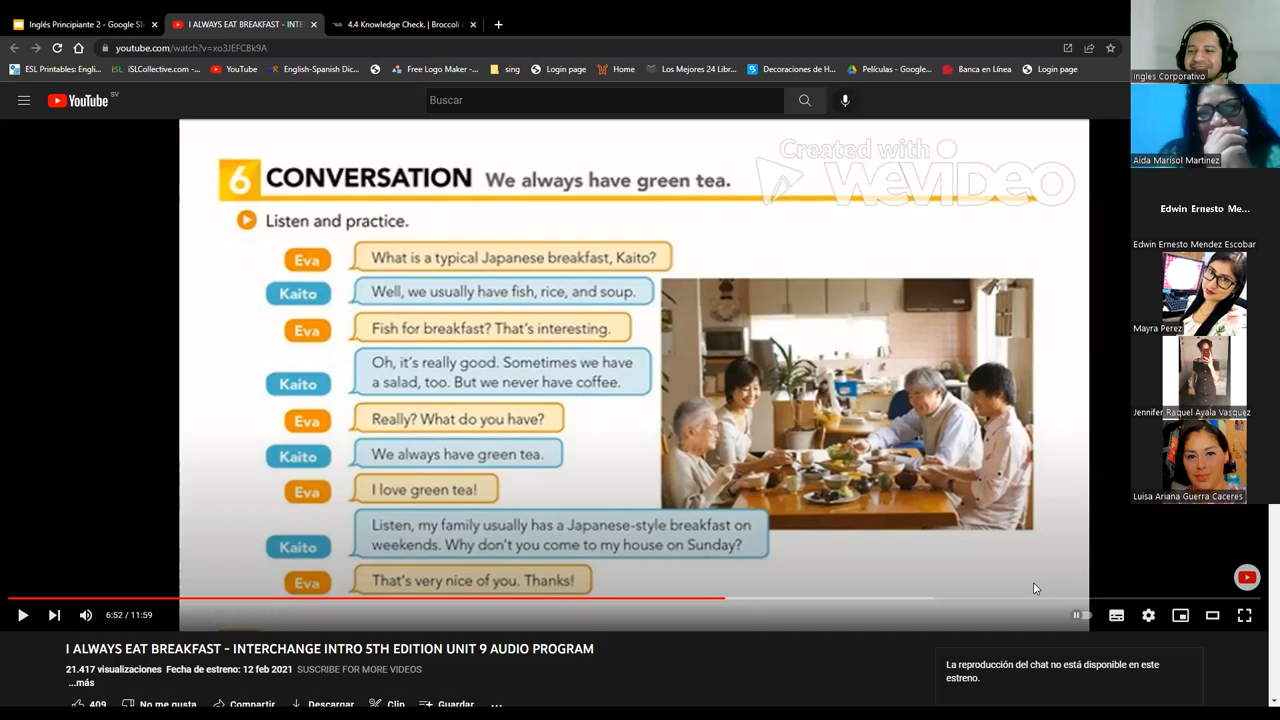 Inglés Principiante 2 - Google Sli
I ALWAYS EAT BREAKFAST - INTE
4.4 Knowledge Check. | Broccoli
youtube.com/watch?v=xo3JEFCBk9A
ESL Printables: Engli...
iSLCollective.com -...
YouTube
English-Spanish Dic...
Free Logo Maker -...
sing
Login page
Home
Los Mejores 24 Libr...
Decoraciones de H...
Películas - Google...
Banca en Línea
Login page
YouTube SV
Buscar
Created with
WEVIDEO
6 CONVERSATION We always have green tea.
Listen and practice.
Eva What is a typical Japanese breakfast, Kaito?
Kaito Well, we usually have fish, rice, and soup.
Eva Fish for breakfast? That's interesting.
Oh, it's really good. Sometimes we have
Kaito a salad, too. But we never have coffee.
Eva Really? What do you have?
Kaito We always have green tea.
Eva I love green tea!
Listen, my family usually has a Japanese-style breakfast on
Kaito weekends. Why don't you come to my house on Sunday?
Eva That's very nice of you. Thanks!
6:52 / 11:59
I ALWAYS EAT BREAKFAST - INTERCHANGE INTRO 5TH EDITION UNIT 9 AUDIO PROGRAM
21.417 visualizaciones Fecha de estreno: 12 feb 2021 SUSCRIBE FOR MORE VIDEOS
...más
409 No me gusta Compartir Descargar Clip Guardar ...
La reproducción del chat no está disponible en este
estreno.
Ingles Corporativo
Aida Marisol Martinez
Edwin Ernesto Me...
Edwin Ernesto Mendez Escobar
Mayra Perez
Jennifer Raquel Ayala Vasquez
Luisa Ariana Guerra Caceres